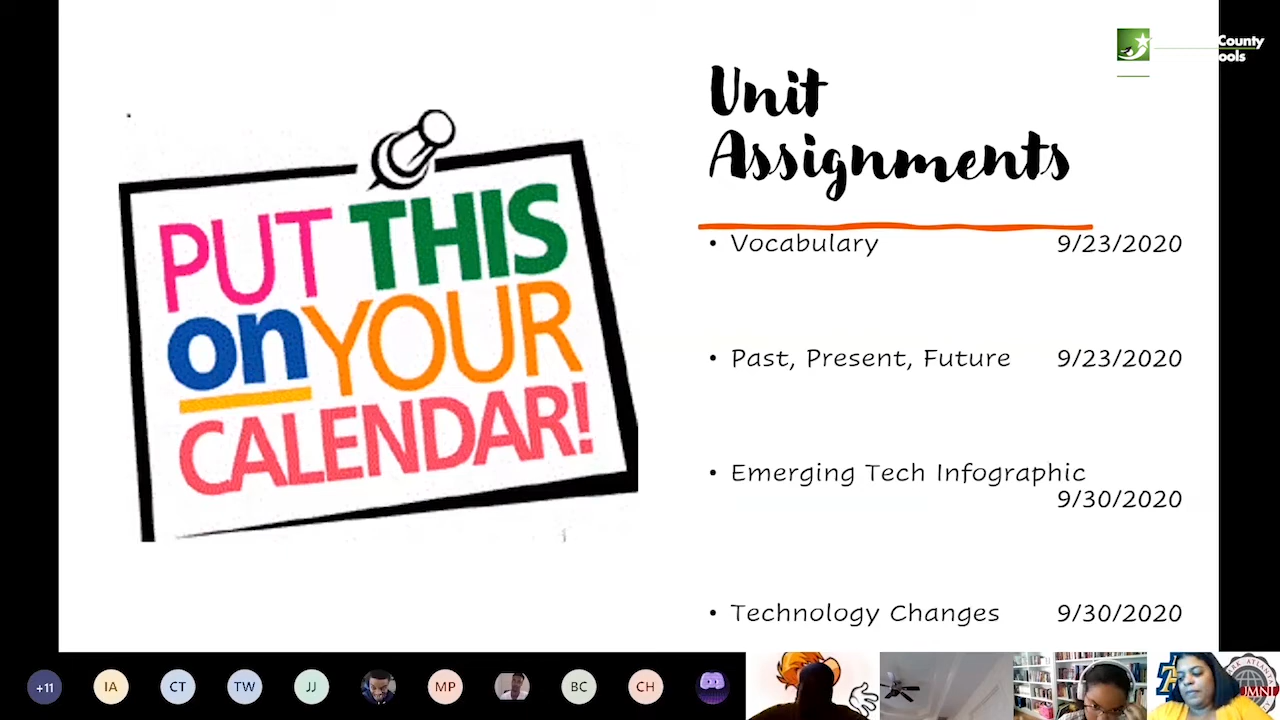 County
ools
Unit
Assignments
PUT THIS
on YOUR
CALENDAR!
• Vocabulary 9/23/2020
• Past, Present, Future 9/23/2020
• Emerging Tech Infographic
9/30/2020
• Technology Changes 9/30/2020
+11 IA CT TW JJ MP BC CH